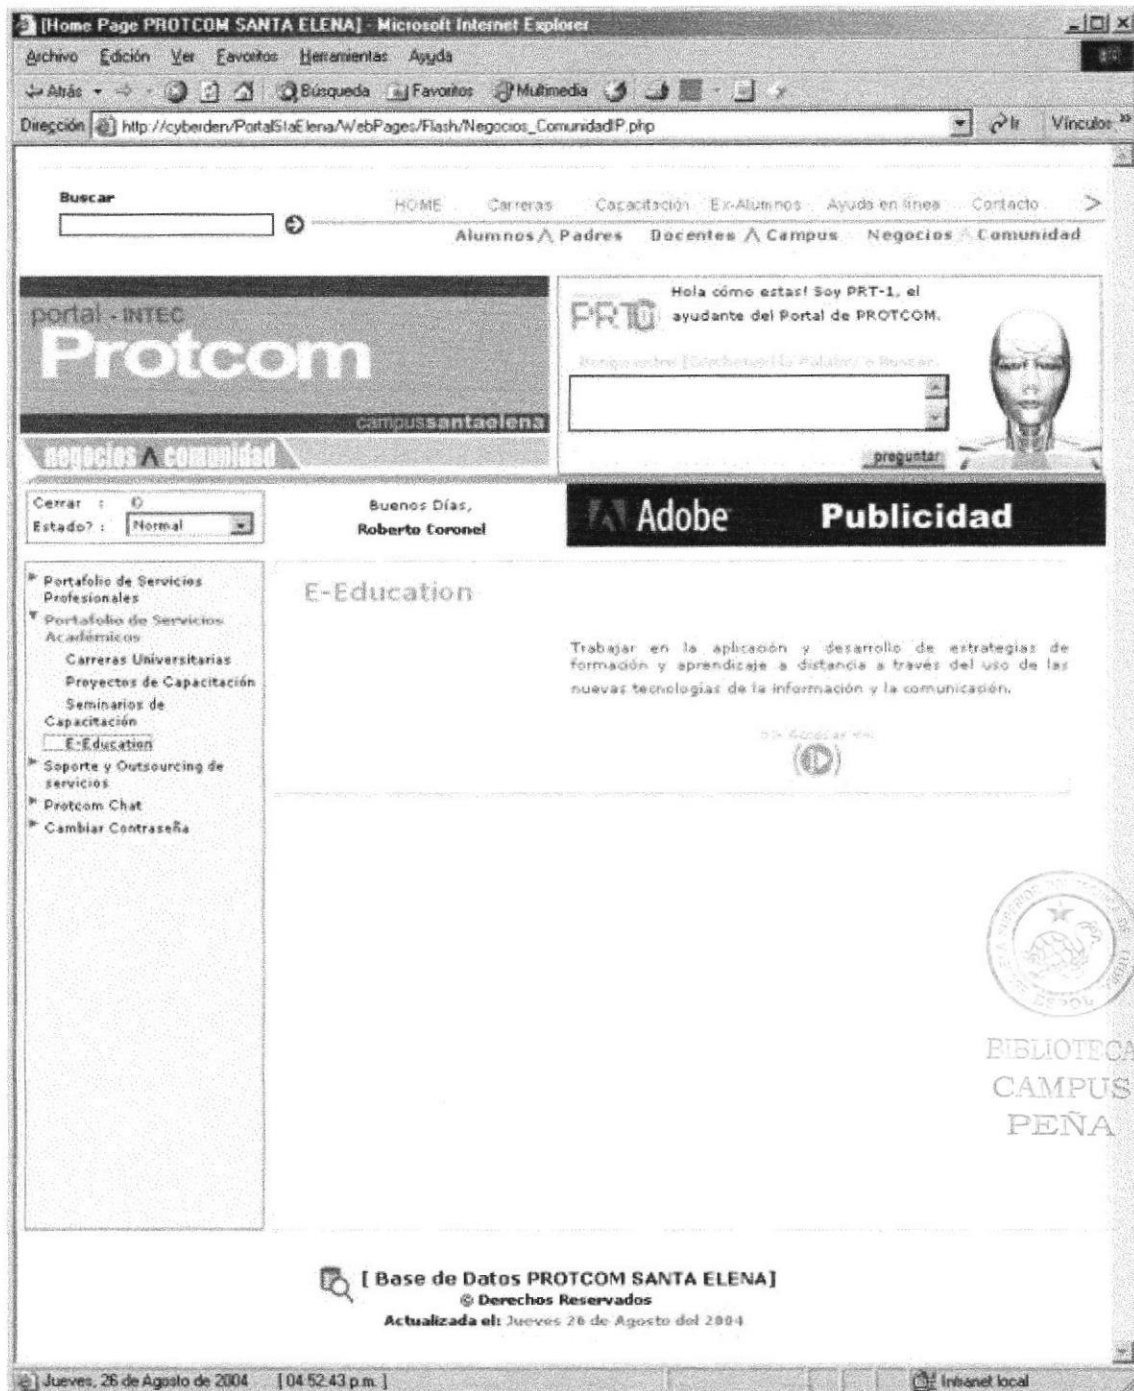 [Home Page PROTCOM SANTA ELENA] - Microsoft Internet Explorer
Archivo Edición Ver Favoritos Herramientas Ayuda
Atrás Búsqueda Favoritos Multimedia
Dirección http://cyberden/PortalStaElena/WebPages/Flash/Negocios_ComunidadIP.php Ir Vínculos »
Buscar
HOME Carreras Capacitación Ex-Alumnos Ayuda en línea Contacto >
Alumnos Λ Padres Docentes Λ Campus Negocios Λ Comunidad
portal - INTEC
Protcom
campussantaelena
negocios Λ comunidad
Hola cómo estas! Soy PRT-1, el
ayudante del Portal de PROTCOM.
preguntar
Cerrar :
Estado? : Normal
Buenos Días,
Roberto Coronel
Adobe Publicidad
Portafolio de Servicios
Profesionales
Portafolio de Servicios
Académicos
Carreras Universitarias
Proyectos de Capacitación
Seminarios de
Capacitación
E-Education
Soporte y Outsourcing de
servicios
Protcom Chat
Cambiar Contraseña
E-Education
Trabajar en la aplicación y desarrollo de estrategias de
formación y aprendizaje a distancia a través del uso de las
nuevas tecnologías de la información y la comunicación.
ESPOL
BIBLIOTECA
CAMPUS
PEÑA
[ Base de Datos PROTCOM SANTA ELENA]
© Derechos Reservados
Actualizada el: Jueves 26 de Agosto del 2004
Jueves, 26 de Agosto de 2004 [ 04:52:43 p.m. ] Intranet local